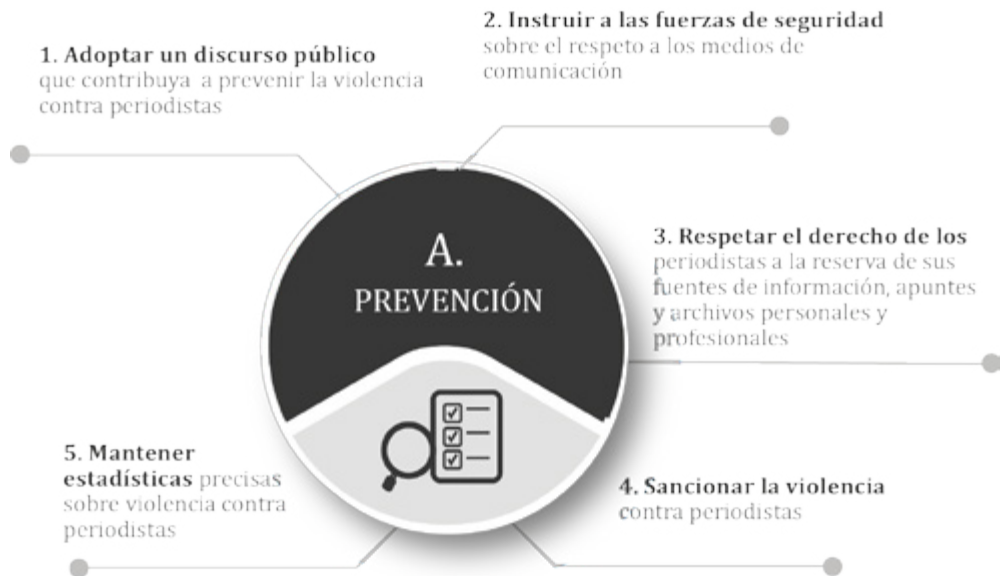 1. Adoptar un discurso público
que contribuya a prevenir la violencia
contra periodistas
2. Instruir a las fuerzas de seguridad
sobre el respeto a los medios de
comunicación
A.
PREVENCIÓN
3. Respetar el derecho de los
periodistas a la reserva de sus
fuentes de información, apuntes
y archivos personales y
profesionales
4. Sancionar la violencia
contra periodistas
5. Mantener
estadísticas precisas
sobre violencia contra
periodistas